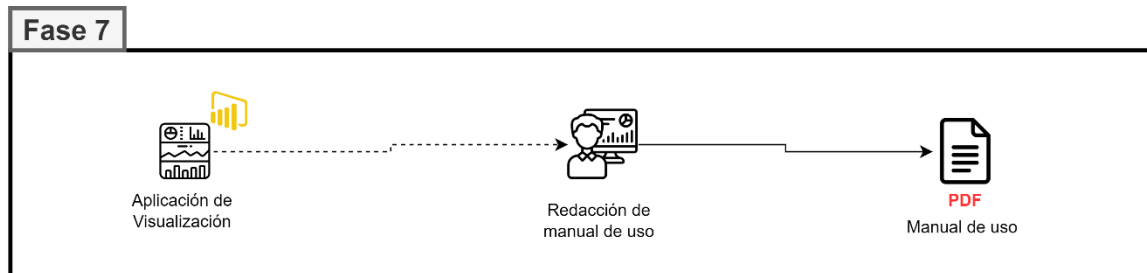 Fase 7
Aplicación de
Visualización
Redacción de
manual de uso
PDF
Manual de uso